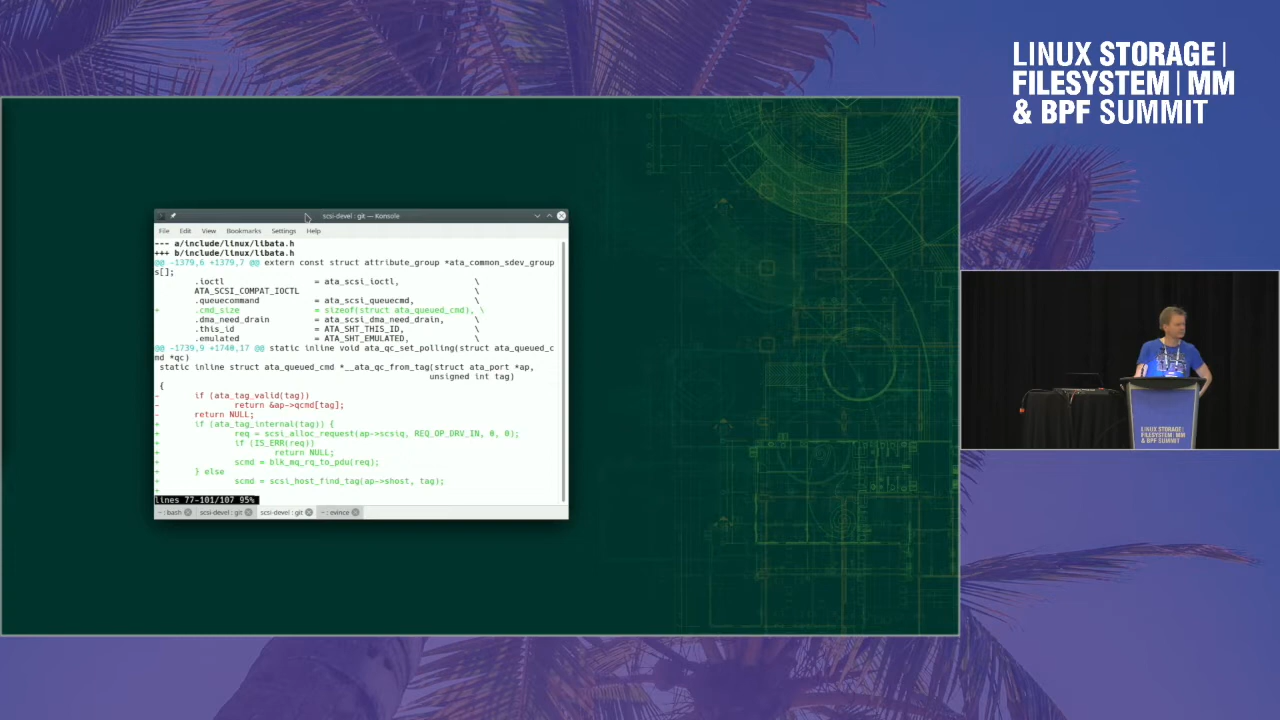 LINUX STORAGE |
FILESYSTEM | MM
& BPF SUMMIT
scsi-devel : git — Konsole
File Edit View Bookmarks Settings Help
--- a/include/linux/libata.h
+++ b/include/linux/libata.h
@@ -1379,6 +1379,7 @@ extern const struct attribute_group *ata_common_sdev_group
s[];
.ioctl = ata_scsi_ioctl, \
ATA_SCSI_COMPAT_IOCTL \
.queuecommand = ata_scsi_queuecmd, \
+ .cmd_size = sizeof(struct ata_queued_cmd), \
.dma_need_drain = ata_scsi_dma_need_drain, \
.this_id = ATA_SHT_THIS_ID, \
.emulated = ATA_SHT_EMULATED, \
@@ -1739,9 +1740,17 @@ static inline void ata_qc_set_polling(struct ata_queued_c
md *qc)
static inline struct ata_queued_cmd *__ata_qc_from_tag(struct ata_port *ap,
unsigned int tag)
{
- if (ata_tag_valid(tag))
- return &ap->qcmd[tag];
- return NULL;
+ if (ata_tag_internal(tag)) {
+ req = scsi_alloc_request(ap->scsiq, REQ_OP_DRV_IN, 0, 0);
+ if (IS_ERR(req))
+ return NULL;
+ scmd = blk_mq_rq_to_pdu(req);
+ } else
+ scmd = scsi_host_find_tag(ap->shost, tag);
+
lines 77-101/107 95%
~ : bash scsi-devel : git scsi-devel : git ~ : evince
LINUX STORAGE |
FILESYSTEM | MM
& BPF SUMMIT